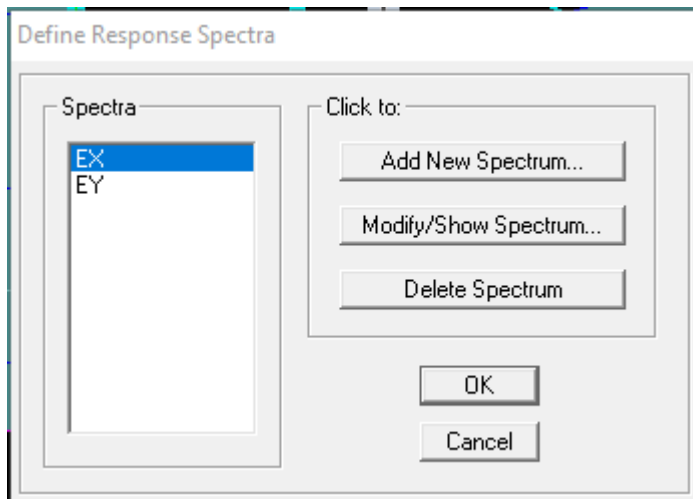 Define Response Spectra
Spectra
EX
EY
Click to:
Add New Spectrum...
Modify/Show Spectrum...
Delete Spectrum
OK
Cancel